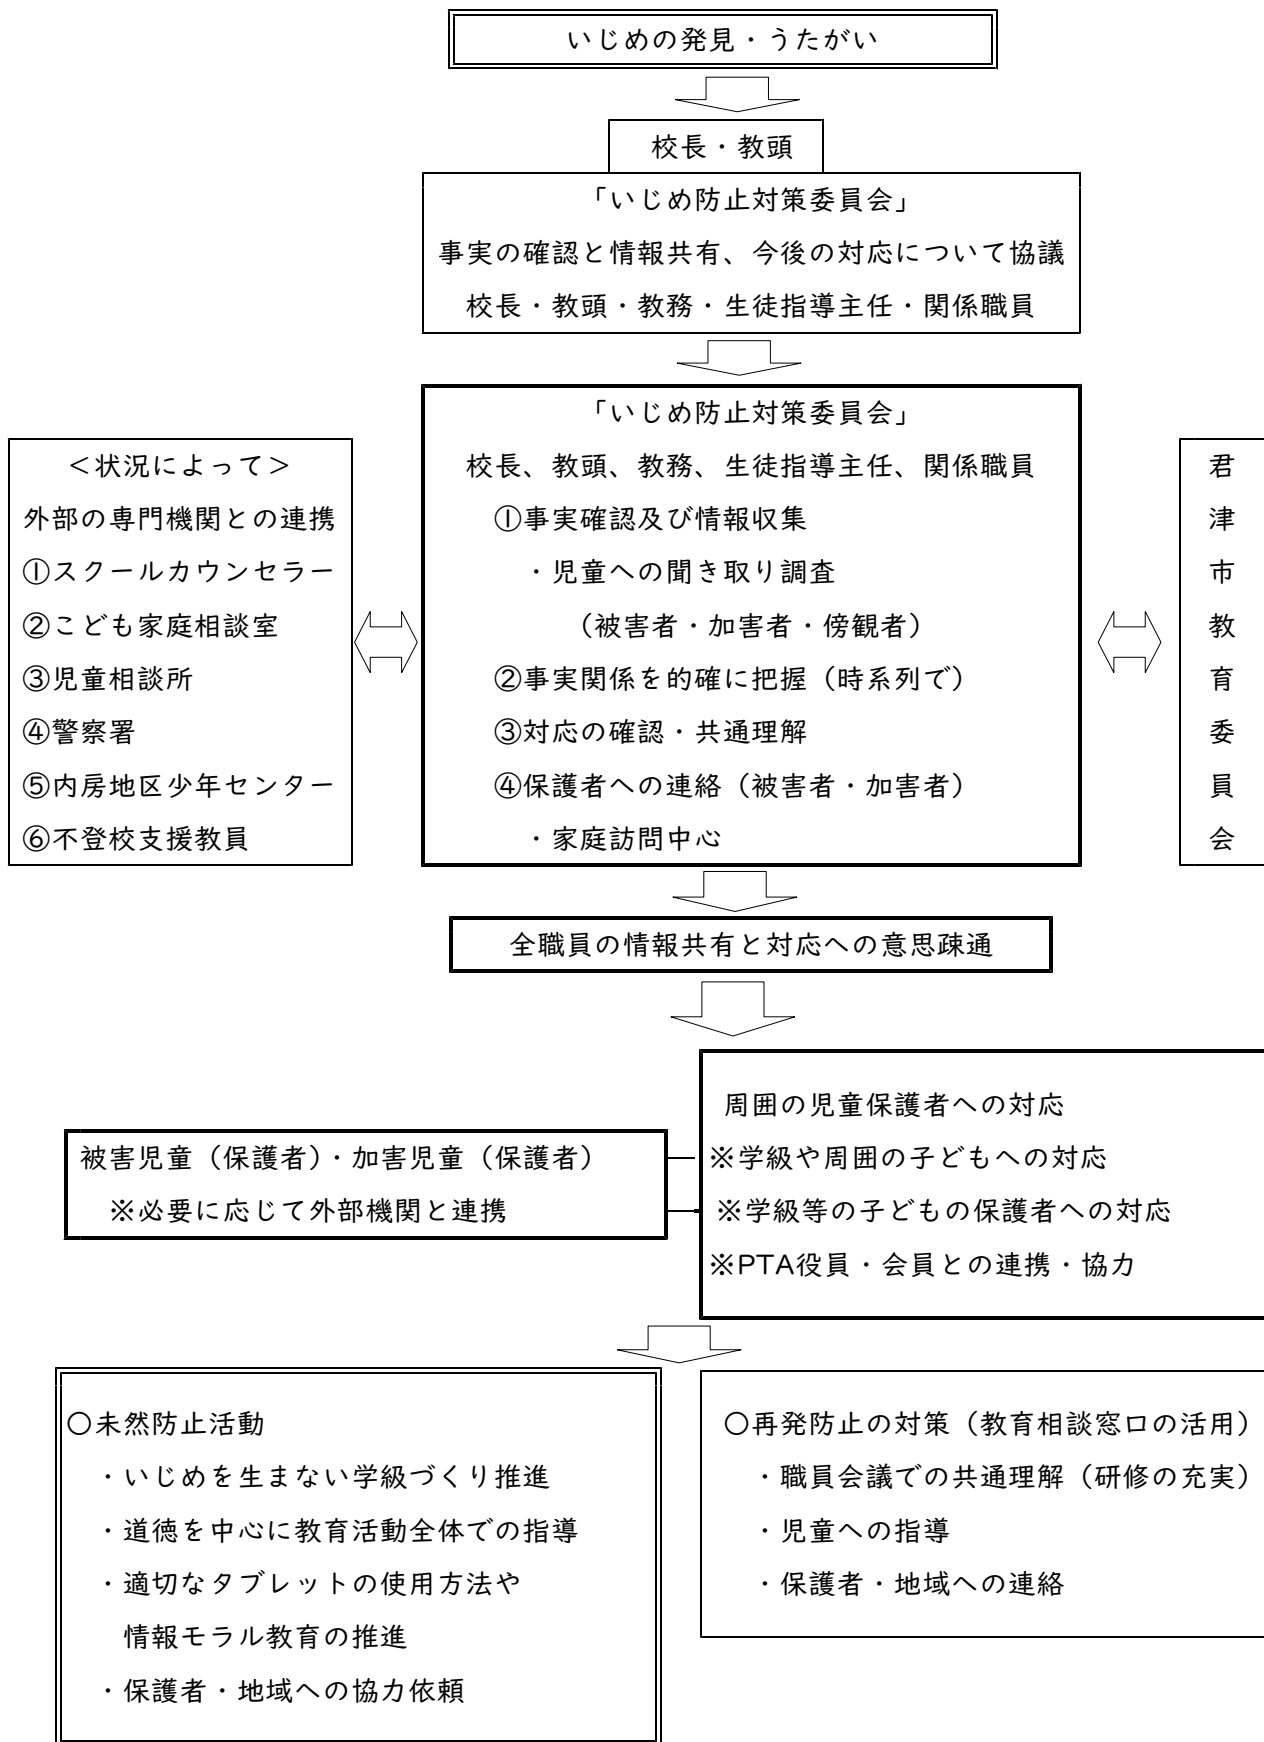 いじめの発見・うたがい
校長・教頭
「いじめ防止対策委員会」
事実の確認と情報共有、今後の対応について協議
校長・教頭・教務・生徒指導主任・関係職員
「いじめ防止対策委員会」
校長、教頭、教務、生徒指導主任、関係職員
①事実確認及び情報収集
・児童への聞き取り調査
（被害者・加害者・傍観者）
②事実関係を的確に把握（時系列で）
③対応の確認・共通理解
④保護者への連絡（被害者・加害者）
・家庭訪問中心
＜状況によって＞
外部の専門機関との連携
①スクールカウンセラー
②こども家庭相談室
③児童相談所
④警察署
⑤内房地区少年センター
⑥不登校支援教員
君津市教育委員会
全職員の情報共有と対応への意思疎通
被害児童（保護者）・加害児童（保護者）
※必要に応じて外部機関と連携
周囲の児童保護者への対応
※学級や周囲の子どもへの対応
※学級等の子どもの保護者への対応
※PTA役員・会員との連携・協力
○未然防止活動
・いじめを生まない学級づくり推進
・道徳を中心に教育活動全体での指導
・適切なタブレットの使用方法や
情報モラル教育の推進
・保護者・地域への協力依頼
○再発防止の対策（教育相談窓口の活用）
・職員会議での共通理解（研修の充実）
・児童への指導
・保護者・地域への連絡